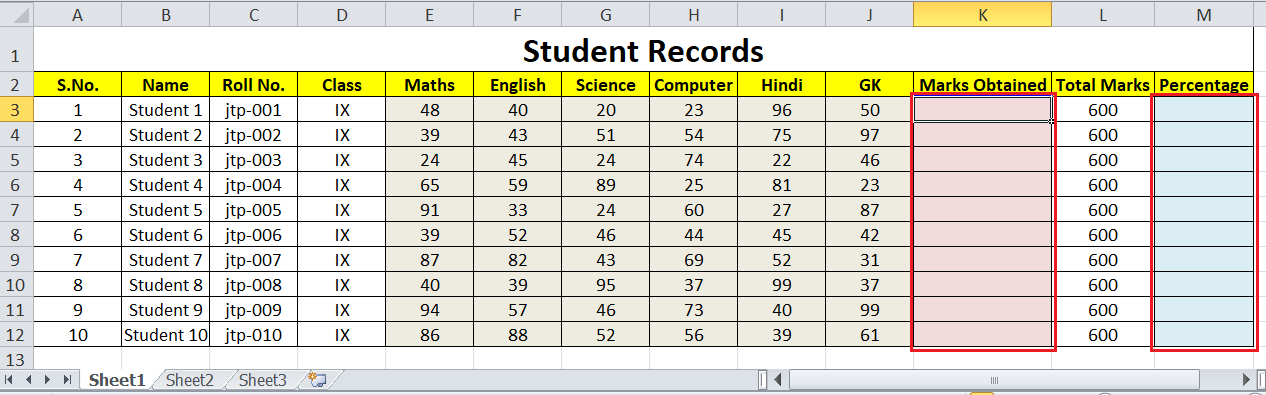 A B C D E F G H I J K L M
1 Student Records
2 S.No. Name Roll No. Class Maths English Science Computer Hindi GK Marks Obtained Total Marks Percentage
3 1 Student 1 jtp-001 IX 48 40 20 23 96 50 600
4 2 Student 2 jtp-002 IX 39 43 51 54 75 97 600
5 3 Student 3 jtp-003 IX 24 45 24 74 22 46 600
6 4 Student 4 jtp-004 IX 65 59 89 25 81 23 600
7 5 Student 5 jtp-005 IX 91 33 24 60 27 87 600
8 6 Student 6 jtp-006 IX 39 52 46 44 45 42 600
9 7 Student 7 jtp-007 IX 87 82 43 69 52 31 600
10 8 Student 8 jtp-008 IX 40 39 95 37 99 37 600
11 9 Student 9 jtp-009 IX 94 57 46 73 40 99 600
12 10 Student 10 jtp-010 IX 86 88 52 56 39 61 600
13
Sheet1 Sheet2 Sheet3